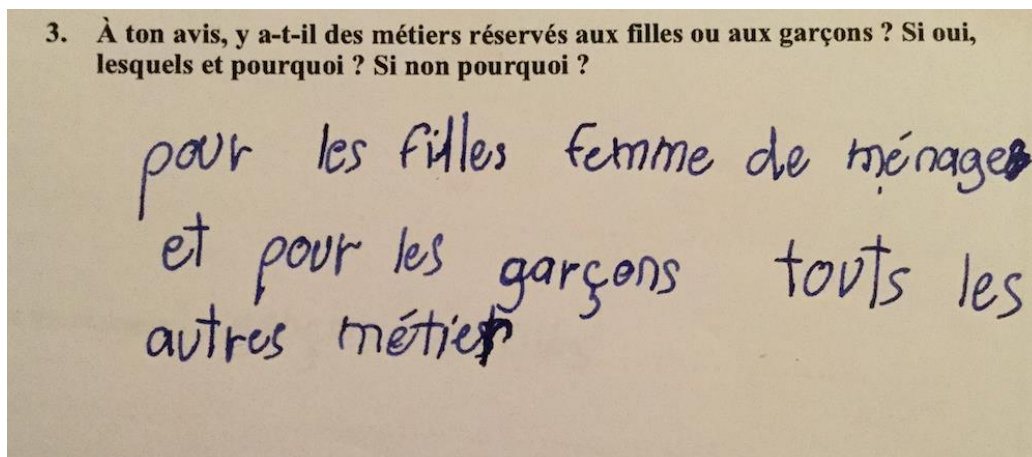 3. À ton avis, y a-t-il des métiers réservés aux filles ou aux garçons ? Si oui,
lesquels et pourquoi ? Si non pourquoi ?
pour les filles femme de ménage
et pour les garçons touts les
autres métier